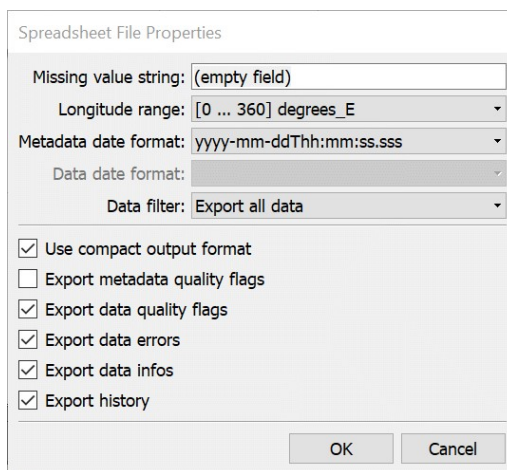 Spreadsheet File Properties
Missing value string: (empty field)
Longitude range: [0 ... 360] degrees_E
Metadata date format: yyyy-mm-ddThh:mm:ss.sss
Data date format:
Data filter: Export all data
Use compact output format
Export metadata quality flags
Export data quality flags
Export data errors
Export data infos
Export history
OK Cancel